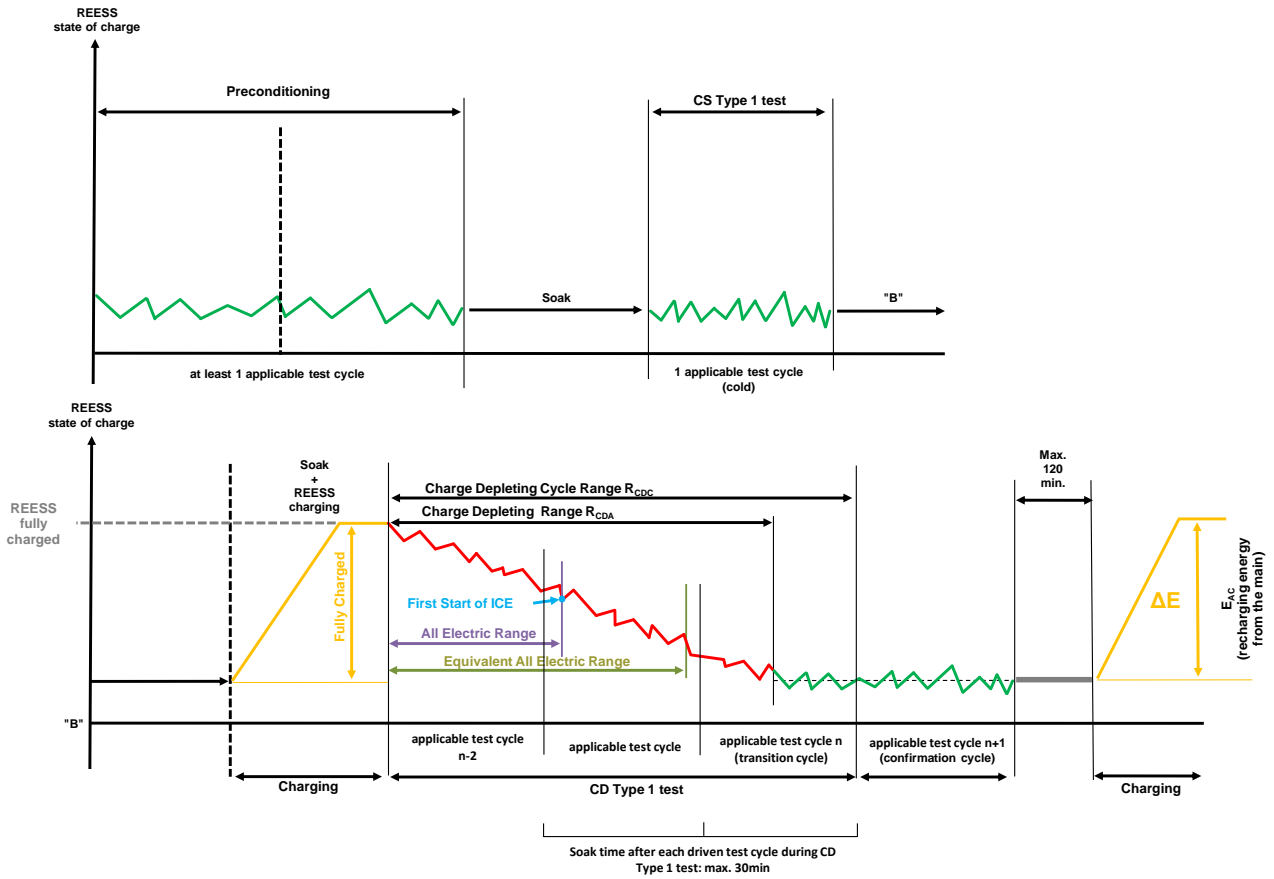 REESS
state of charge
Preconditioning
CS Type 1 test
Soak
"B"
at least 1 applicable test cycle
1 applicable test cycle
(cold)
REESS
state of charge
Soak
+
REESS
charging
Max.
120
min.
Charge Depleting Cycle Range RCDC
REESS
fully
charged
Charge Depleting Range RCDA
Fully Charged
First Start of ICE
All Electric Range
Equivalent All Electric Range
ΔE
EAC
(recharging energy
from the main)
"B"
applicable test cycle
n-2
applicable test cycle
applicable test cycle n
(transition cycle)
applicable test cycle n+1
(confirmation cycle)
Charging
CD Type 1 test
Charging
Soak time after each driven test cycle during CD
Type 1 test: max. 30min